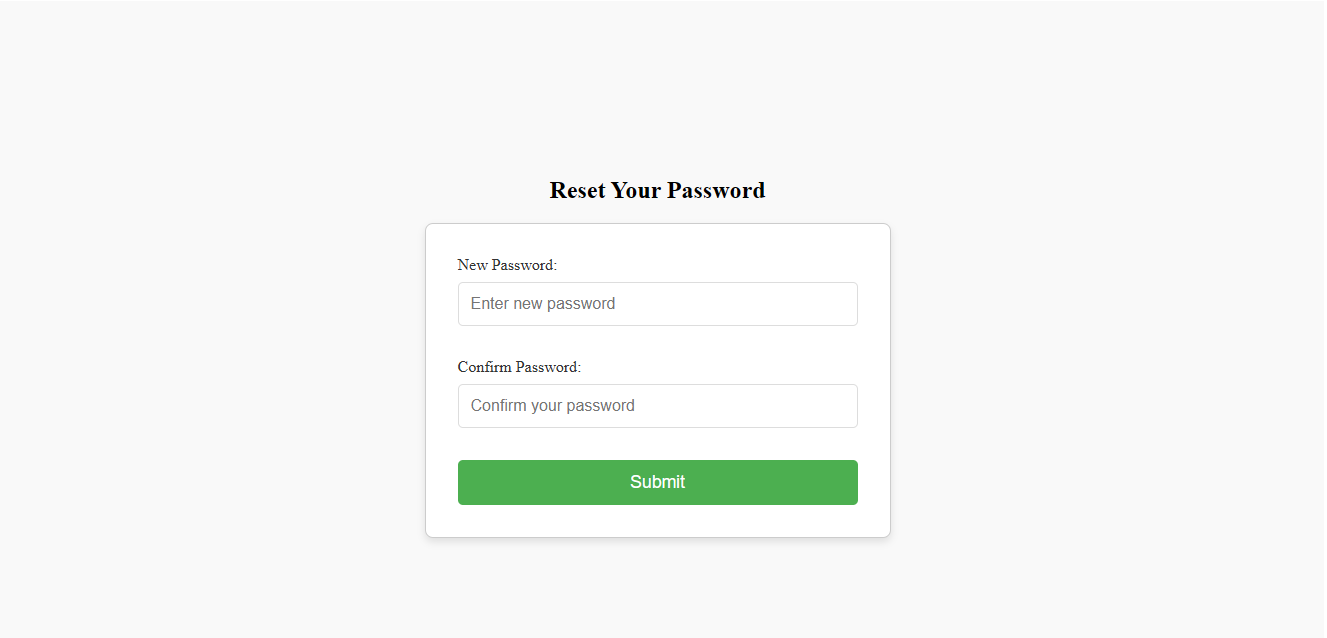 Reset Your Password
New Password:
Enter new password
Confirm Password:
Confirm your password
Submit